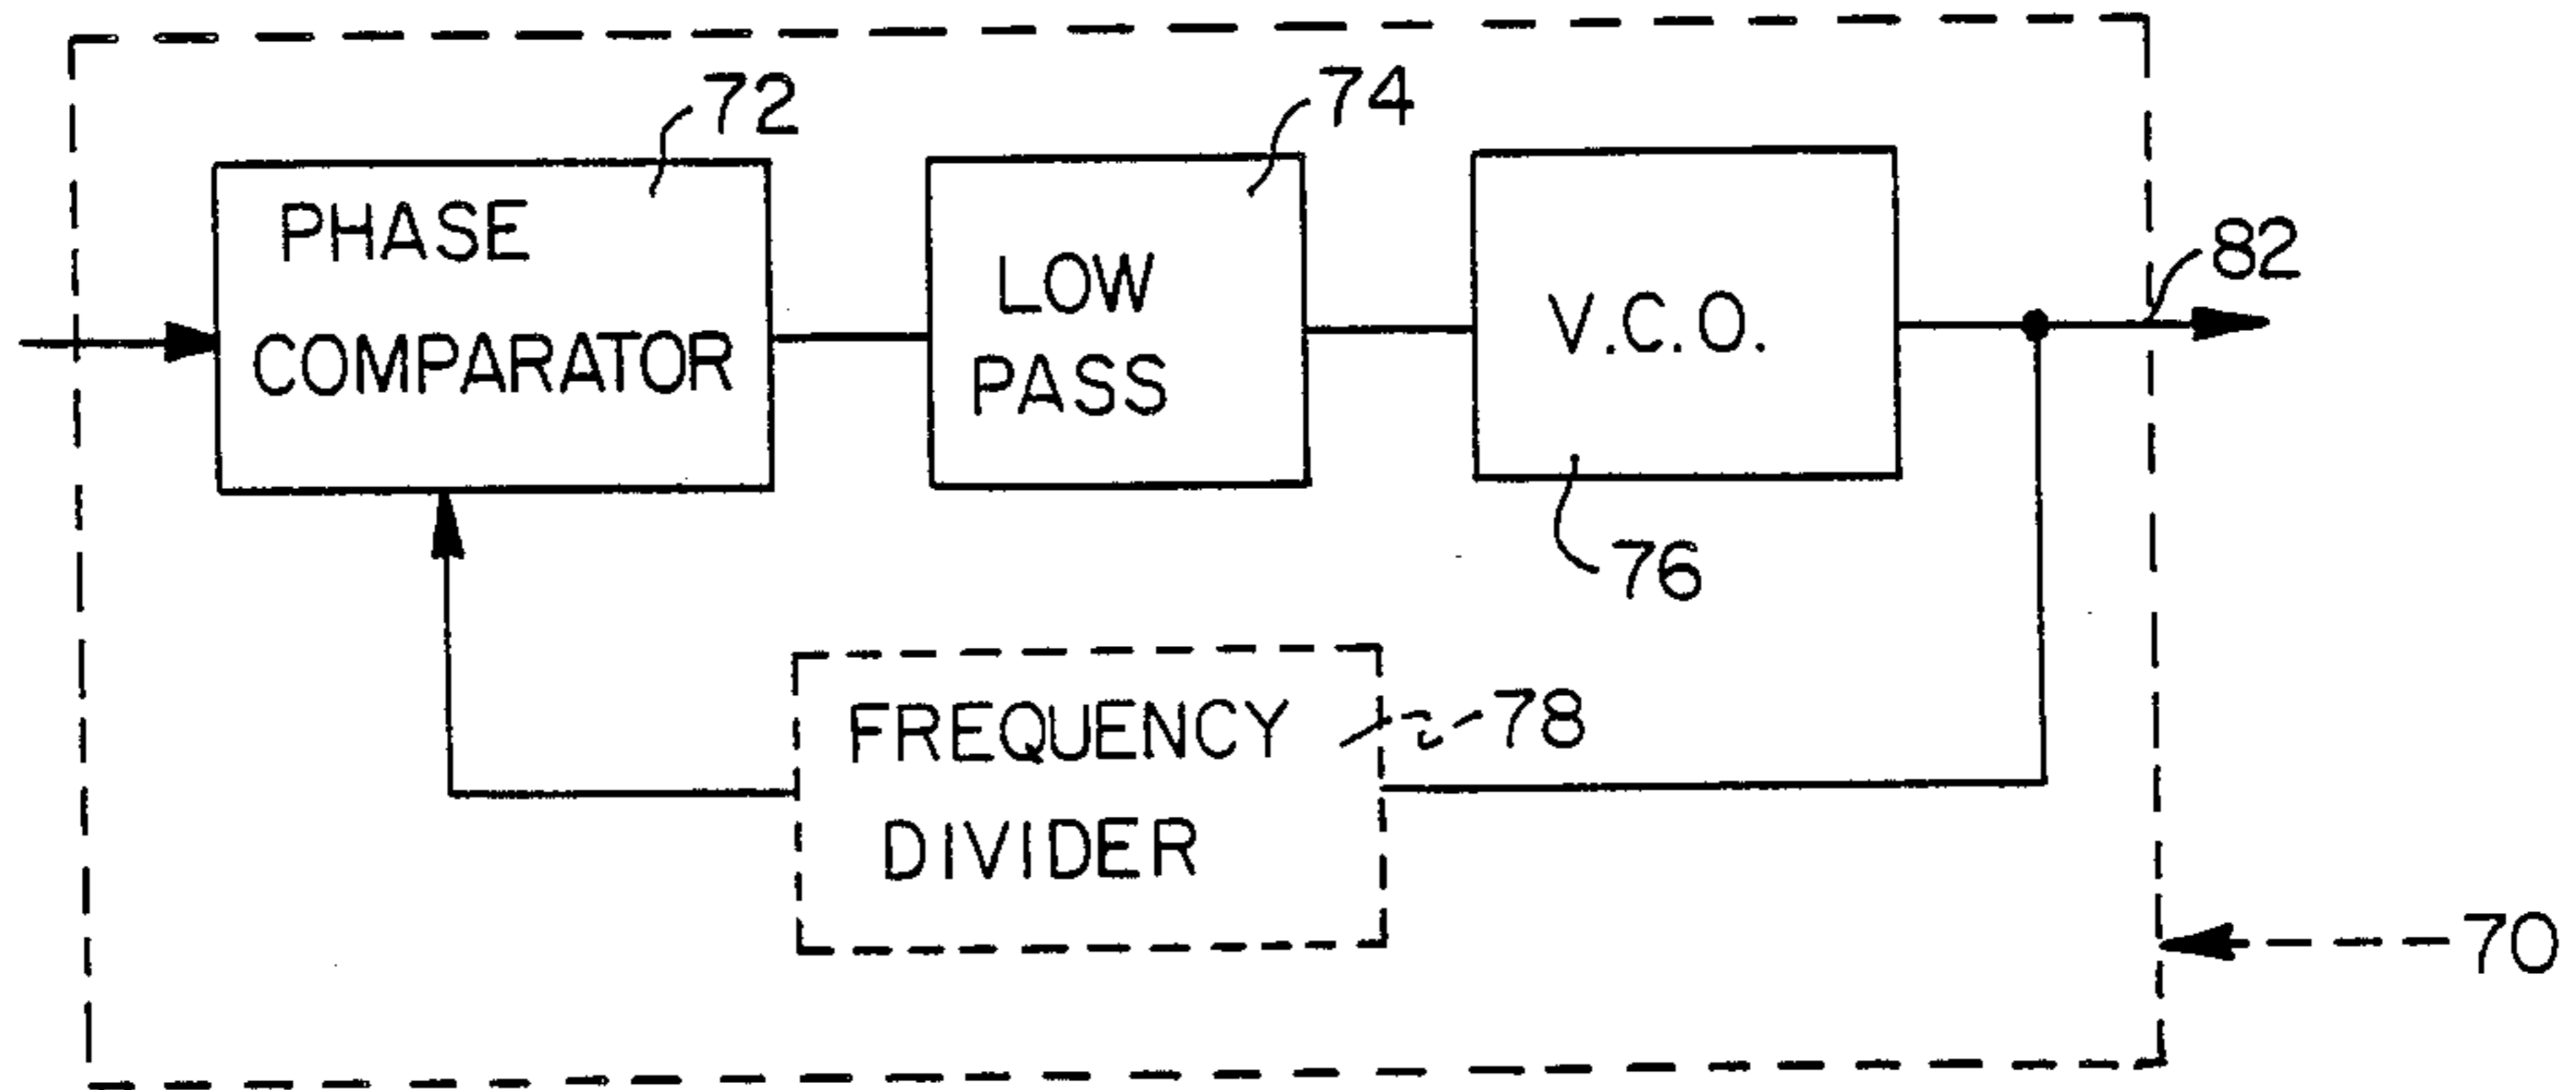 72
74
PHASE
COMPARATOR
LOW
PASS
V.C.O.
82
76
FREQUENCY
DIVIDER
78
70